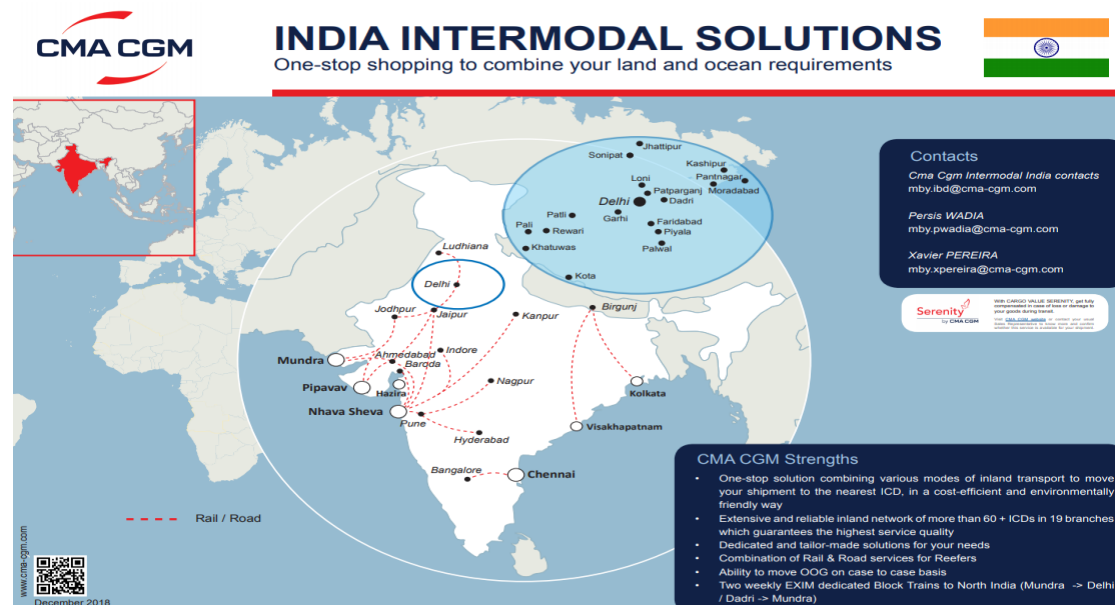 CMA CGM
INDIA INTERMODAL SOLUTIONS
One-stop shopping to combine your land and ocean requirements
Jhattipur
Sonipat
Kashipur
Loni
Pantnagar
Patparganj
Moradabad
Delhi
Dadri
Garhi
Patli
Faridabad
Pali
Rewari
Piyala
Khatuwas
Palwal
Kota
Ludhiana
Delhi
Jodhpur
Jaipur
Kanpur
Birgunj
Indore
Ahmedabad
Mundra
Baroda
Pipavav
Hazira
Nagpur
Kolkata
Nhava Sheva
Pune
Visakhapatnam
Hyderabad
Bangalore
Chennai
Rail / Road
Contacts
Cma Cgm Intermodal India contacts
mby.ibd@cma-cgm.com
Persis WADIA
mby.pwadia@cma-cgm.com
Xavier PEREIRA
mby.xpereira@cma-cgm.com
Serenity
by CMA CGM
With CARGO VALUE SERENITY, get fully
compensated in case of loss or damage to
your goods during transit.
CMA CGM Strengths
• One-stop solution combining various modes of inland transport to move
your shipment to the nearest ICD, in a cost-efficient and environmentally
friendly way
• Extensive and reliable inland network of more than 60 + ICDs in 19 branches
which guarantees the highest service quality
• Dedicated and tailor-made solutions for your needs
• Combination of Rail & Road services for Reefers
• Ability to move OOG on case to case basis
• Two weekly EXIM dedicated Block Trains to North India (Mundra -> Delhi
/ Dadri -> Mundra)
www.cma-cgm.com
December 2018